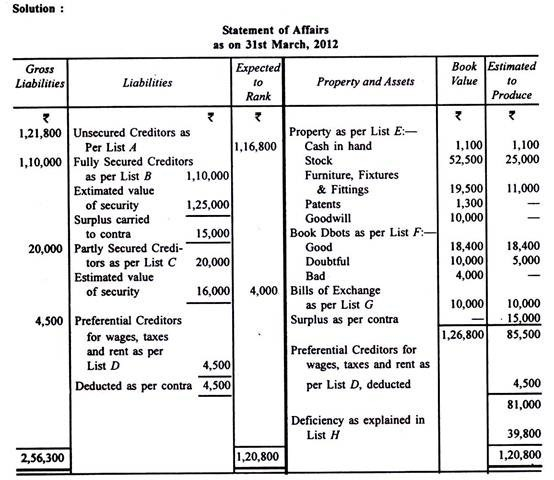 Solution :
Statement of Affairs
as on 31st March, 2012
Gross Liabilities | Liabilities | Expected to Rank | Property and Assets | Book Value | Estimated to Produce
₹ | ₹ | ₹ | | ₹ | ₹
1,21,800 Unsecured Creditors as | | Property as per List E:—
Per List A | 1,16,800 | Cash in hand 1,100 1,100
1,10,000 Fully Secured Creditors | | Stock 52,500 25,000
as per List B 1,10,000 | | Furniture, Fixtures
Extimated value | | & Fittings 19,500 11,000
of security 1,25,000 | | Patents 1,300 —
Surplus carried | | Goodwill 10,000 —
to contra 15,000 | | Book Dbots as per List F:—
20,000 Partly Secured Credi- | | Good 18,400 18,400
tors as per List C 20,000 | | Doubtful 10,000 5,000
Estimated value | | Bad 4,000 —
of security 16,000 | 4,000 | Bills of Exchange
as per List G 10,000 10,000
4,500 Preferential Creditors | | Surplus as per contra — 15,000
for wages, taxes | | 1,26,800 85,500
and rent as per | | Preferential Creditors for
List D 4,500 | | wages, taxes and rent as
Deducted as per contra 4,500 | | per List D, deducted 4,500
81,000
Deficiency as explained in
List H 39,800
2,56,300 | 1,20,800 | 1,20,800